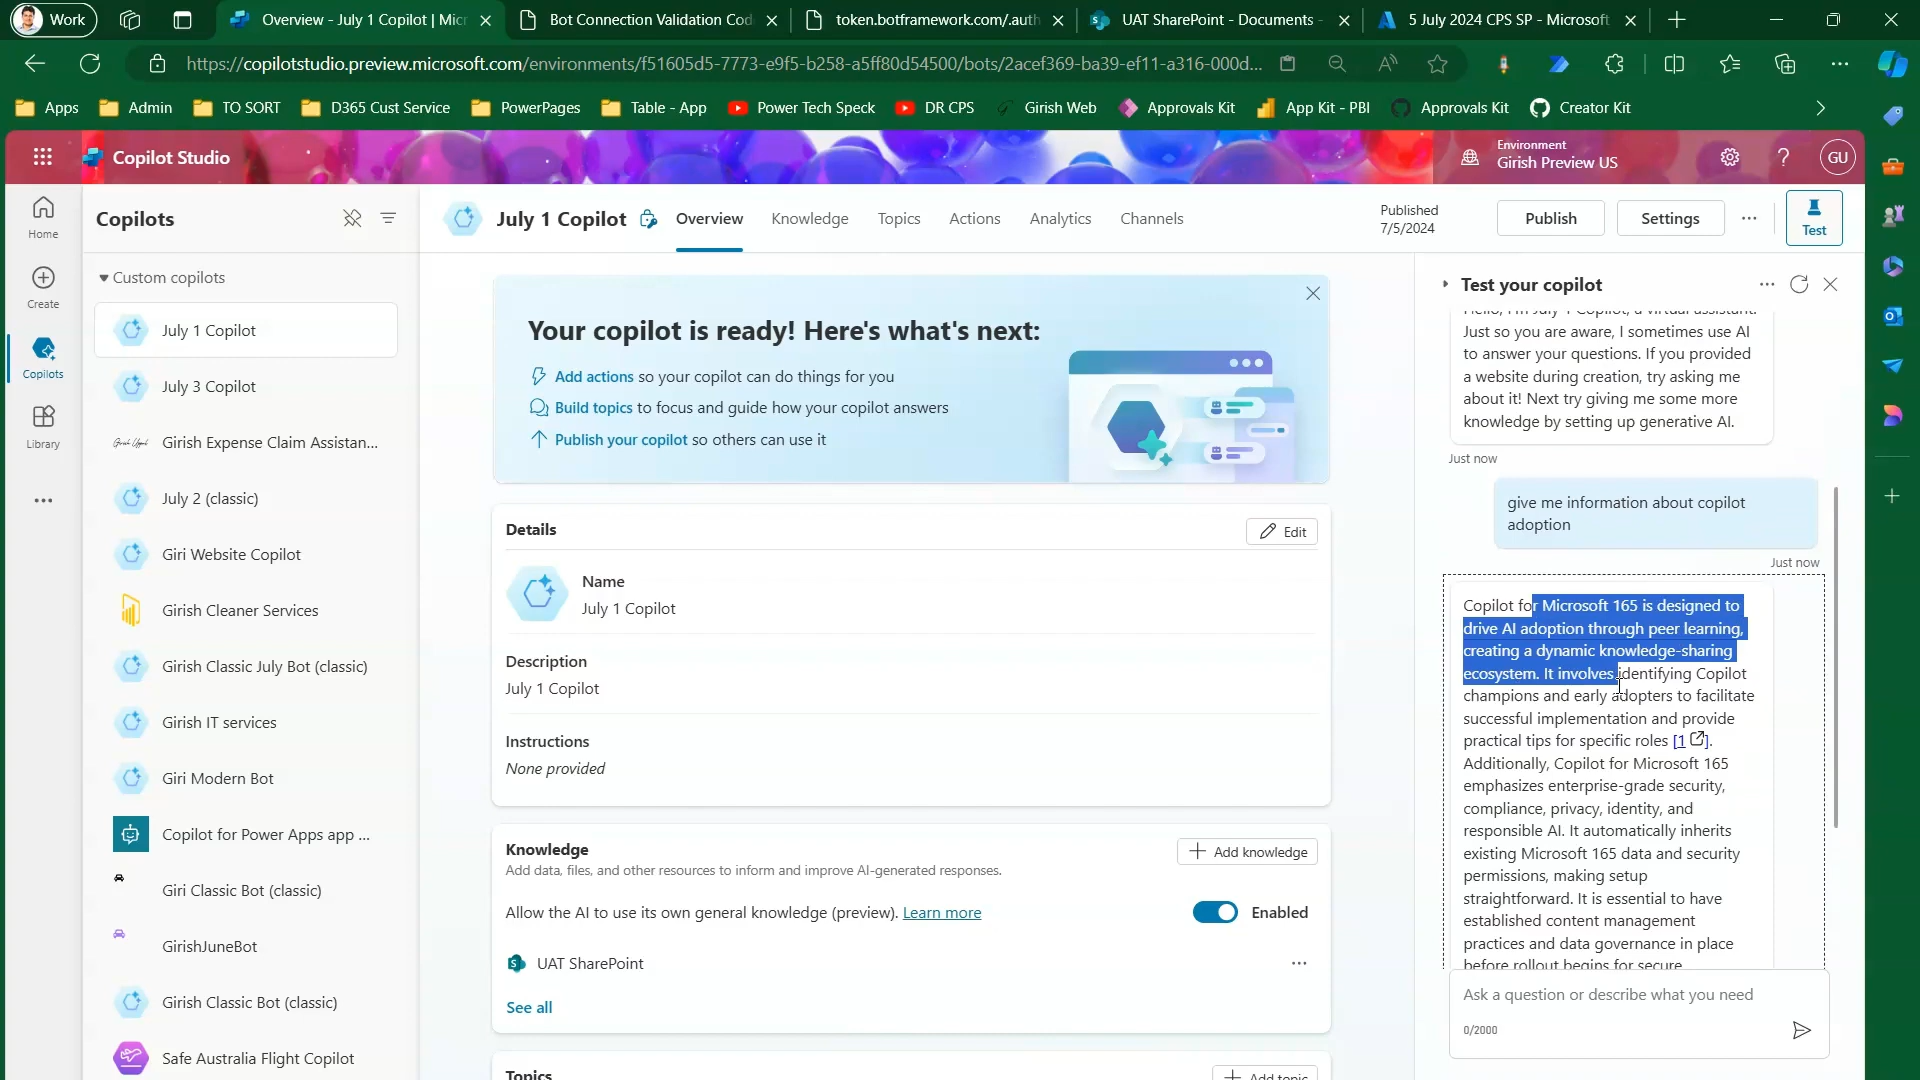 Work
Overview - July 1 Copilot | Micr
Bot Connection Validation Cod
token.botframework.com/.auth
UAT SharePoint - Documents -
5 July 2024 CPS SP - Microsoft
https://copilotstudio.preview.microsoft.com/environments/f51605d5-7773-e9f5-b258-a5ff80d54500/bots/2acef369-ba39-ef11-a316-000d...
Apps
Admin
TO SORT
D365 Cust Service
PowerPages
Table - App
Power Tech Speck
DR CPS
Girish Web
Approvals Kit
App Kit - PBI
Approvals Kit
Creator Kit
Copilot Studio
Environment
Girish Preview US
GU
Home
Create
Copilots
Library
Copilots
Custom copilots
July 1 Copilot
July 3 Copilot
Girish Expense Claim Assistan...
July 2 (classic)
Giri Website Copilot
Girish Cleaner Services
Girish Classic July Bot (classic)
Girish IT services
Giri Modern Bot
Copilot for Power Apps app ...
Giri Classic Bot (classic)
GirishJuneBot
Girish Classic Bot (classic)
Safe Australia Flight Copilot
July 1 Copilot
Overview
Knowledge
Topics
Actions
Analytics
Channels
Published
7/5/2024
Publish
Settings
Test
Your copilot is ready! Here's what's next:
Add actions so your copilot can do things for you
Build topics to focus and guide how your copilot answers
Publish your copilot so others can use it
Details
Edit
Name
July 1 Copilot
Description
July 1 Copilot
Instructions
None provided
Knowledge
Add data, files, and other resources to inform and improve AI-generated responses.
Add knowledge
Allow the AI to use its own general knowledge (preview). Learn more
Enabled
UAT SharePoint
See all
Topics
Add topic
Test your copilot
Hello, I'm July 1 Copilot, a virtual assistant.
Just so you are aware, I sometimes use AI
to answer your questions. If you provided
a website during creation, try asking me
about it! Next try giving me some more
knowledge by setting up generative AI.
Just now
give me information about copilot
adoption
Just now
Copilot for Microsoft 165 is designed to
drive AI adoption through peer learning,
creating a dynamic knowledge-sharing
ecosystem. It involves identifying Copilot
champions and early adopters to facilitate
successful implementation and provide
practical tips for specific roles [1].
Additionally, Copilot for Microsoft 165
emphasizes enterprise-grade security,
compliance, privacy, identity, and
responsible AI. It automatically inherits
existing Microsoft 165 data and security
permissions, making setup
straightforward. It is essential to have
established content management
practices and data governance in place
before rollout begins for secure
Ask a question or describe what you need
0/2000